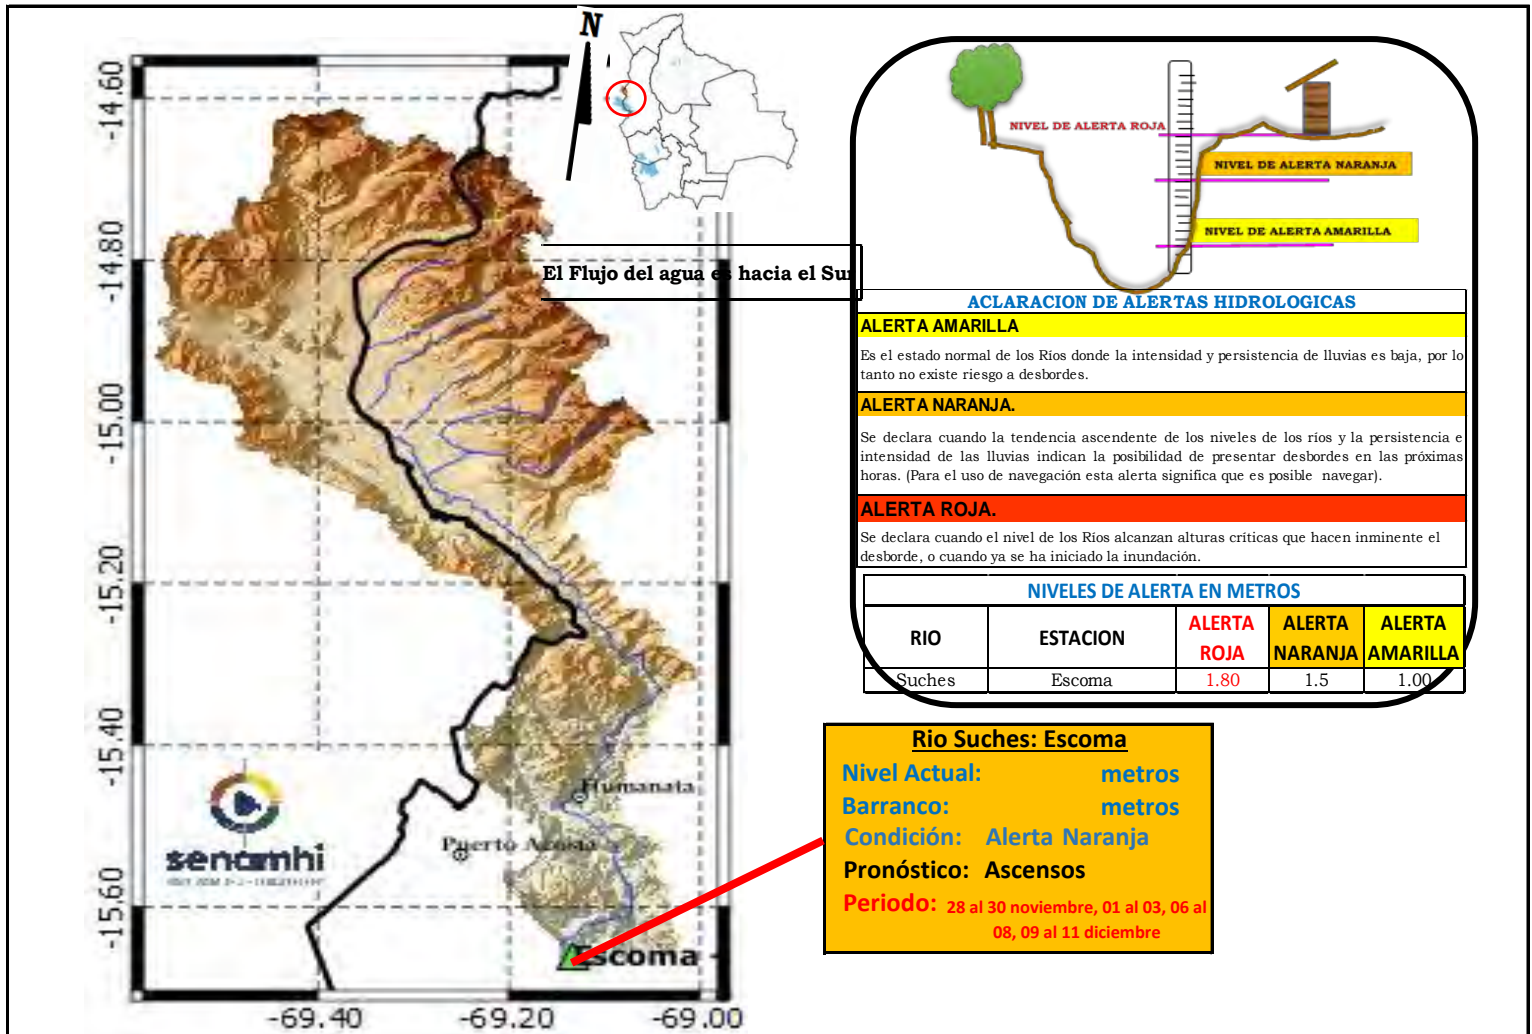 N
-14.60
-14.80
-15.00
-15.20
-15.40
-15.60
-69.40
-69.20
-69.00
El Flujo del agua es hacia el Sur
Humanata
Puerto Acosta
Escoma
senamhi
NIVEL DE ALERTA ROJA
NIVEL DE ALERTA NARANJA
NIVEL DE ALERTA AMARILLA
ACLARACION DE ALERTAS HIDROLOGICAS
ALERTA AMARILLA
Es el estado normal de los Ríos donde la intensidad y persistencia de lluvias es baja, por lo
tanto no existe riesgo a desbordes.
ALERTA NARANJA.
Se declara cuando la tendencia ascendente de los niveles de los ríos y la persistencia e
intensidad de las lluvias indican la posibilidad de presentar desbordes en las próximas
horas. (Para el uso de navegación esta alerta significa que es posible navegar).
ALERTA ROJA.
Se declara cuando el nivel de los Ríos alcanzan alturas críticas que hacen inminente el
desborde, o cuando ya se ha iniciado la inundación.
NIVELES DE ALERTA EN METROS
RIO ESTACION ALERTA ROJA ALERTA NARANJA ALERTA AMARILLA
Suches Escoma 1.80 1.5 1.00
Rio Suches: Escoma
Nivel Actual: metros
Barranco: metros
Condición: Alerta Naranja
Pronóstico: Ascensos
Periodo: 28 al 30 noviembre, 01 al 03, 06 al
08, 09 al 11 diciembre